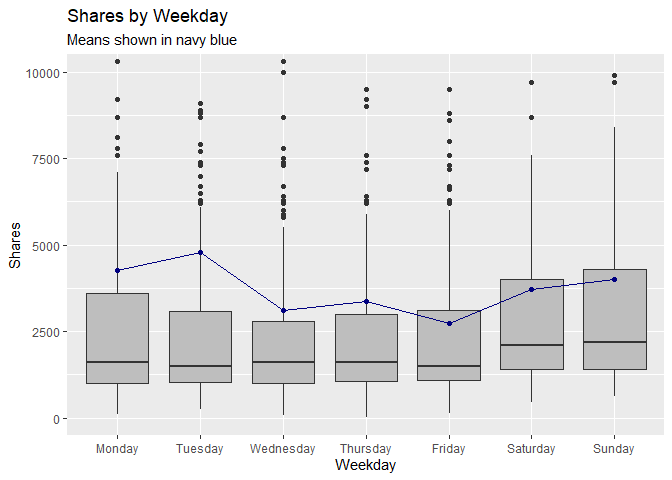 Shares by Weekday
Means shown in navy blue
10000
7500
5000
2500
0
Shares
Monday Tuesday Wednesday Thursday Friday Saturday Sunday
Weekday